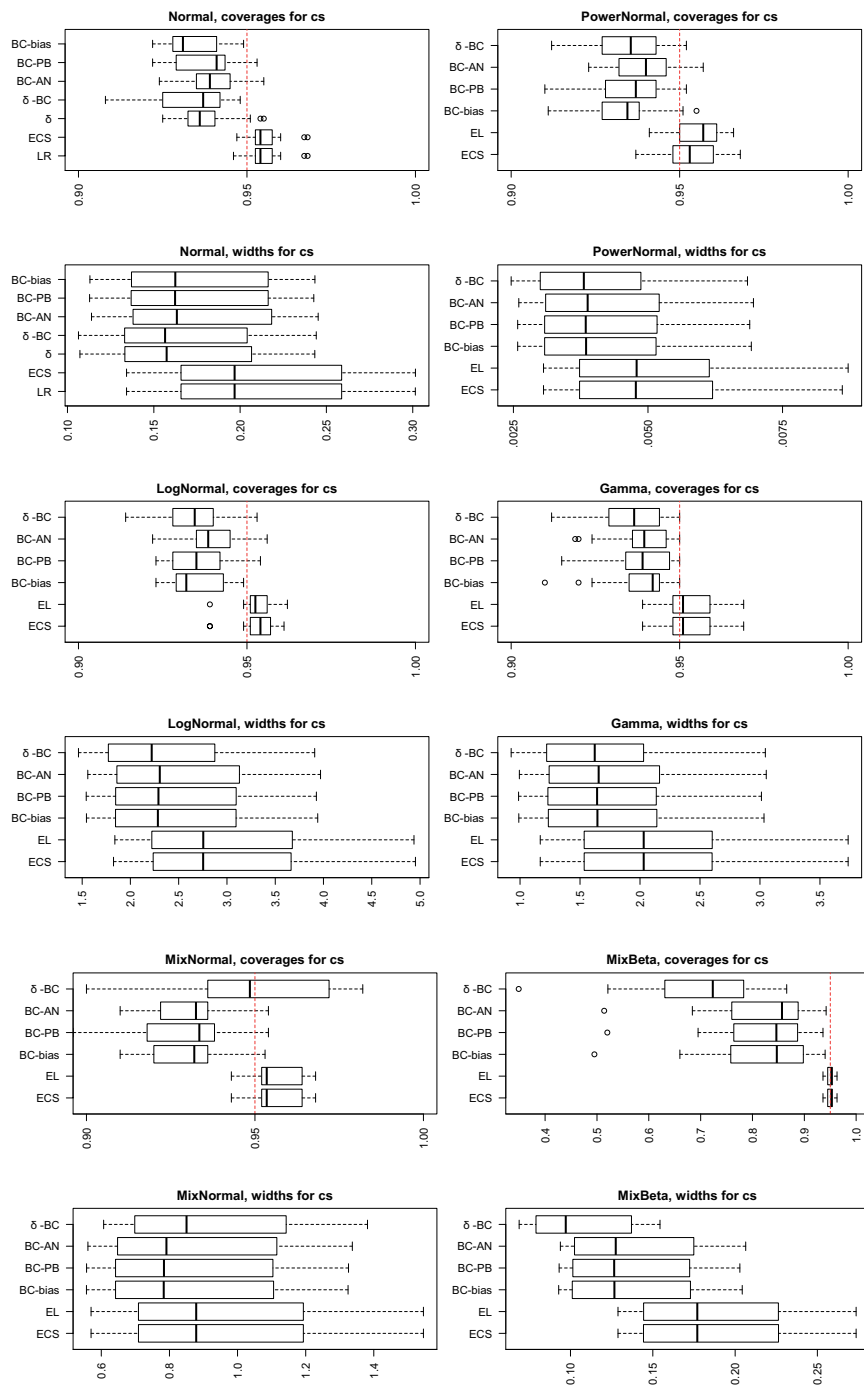 Normal, coverages for cs
BC-bias
BC-PB
BC-AN
δ -BC
δ
ECS
LR
0.90
0.95
1.00
PowerNormal, coverages for cs
δ -BC
BC-AN
BC-PB
BC-bias
EL
ECS
0.90
0.95
1.00
Normal, widths for cs
BC-bias
BC-PB
BC-AN
δ -BC
δ
ECS
LR
0.10
0.15
0.20
0.25
0.30
PowerNormal, widths for cs
δ -BC
BC-AN
BC-PB
BC-bias
EL
ECS
.0025
.0050
.0075
LogNormal, coverages for cs
δ -BC
BC-AN
BC-PB
BC-bias
EL
ECS
0.90
0.95
1.00
Gamma, coverages for cs
δ -BC
BC-AN
BC-PB
BC-bias
EL
ECS
0.90
0.95
1.00
LogNormal, widths for cs
δ -BC
BC-AN
BC-PB
BC-bias
EL
ECS
1.5
2.0
2.5
3.0
3.5
4.0
4.5
5.0
Gamma, widths for cs
δ -BC
BC-AN
BC-PB
BC-bias
EL
ECS
1.0
1.5
2.0
2.5
3.0
3.5
MixNormal, coverages for cs
δ -BC
BC-AN
BC-PB
BC-bias
EL
ECS
0.90
0.95
1.00
MixBeta, coverages for cs
δ -BC
BC-AN
BC-PB
BC-bias
EL
ECS
0.4
0.5
0.6
0.7
0.8
0.9
1.0
MixNormal, widths for cs
δ -BC
BC-AN
BC-PB
BC-bias
EL
ECS
0.6
0.8
1.0
1.2
1.4
MixBeta, widths for cs
δ -BC
BC-AN
BC-PB
BC-bias
EL
ECS
0.10
0.15
0.20
0.25